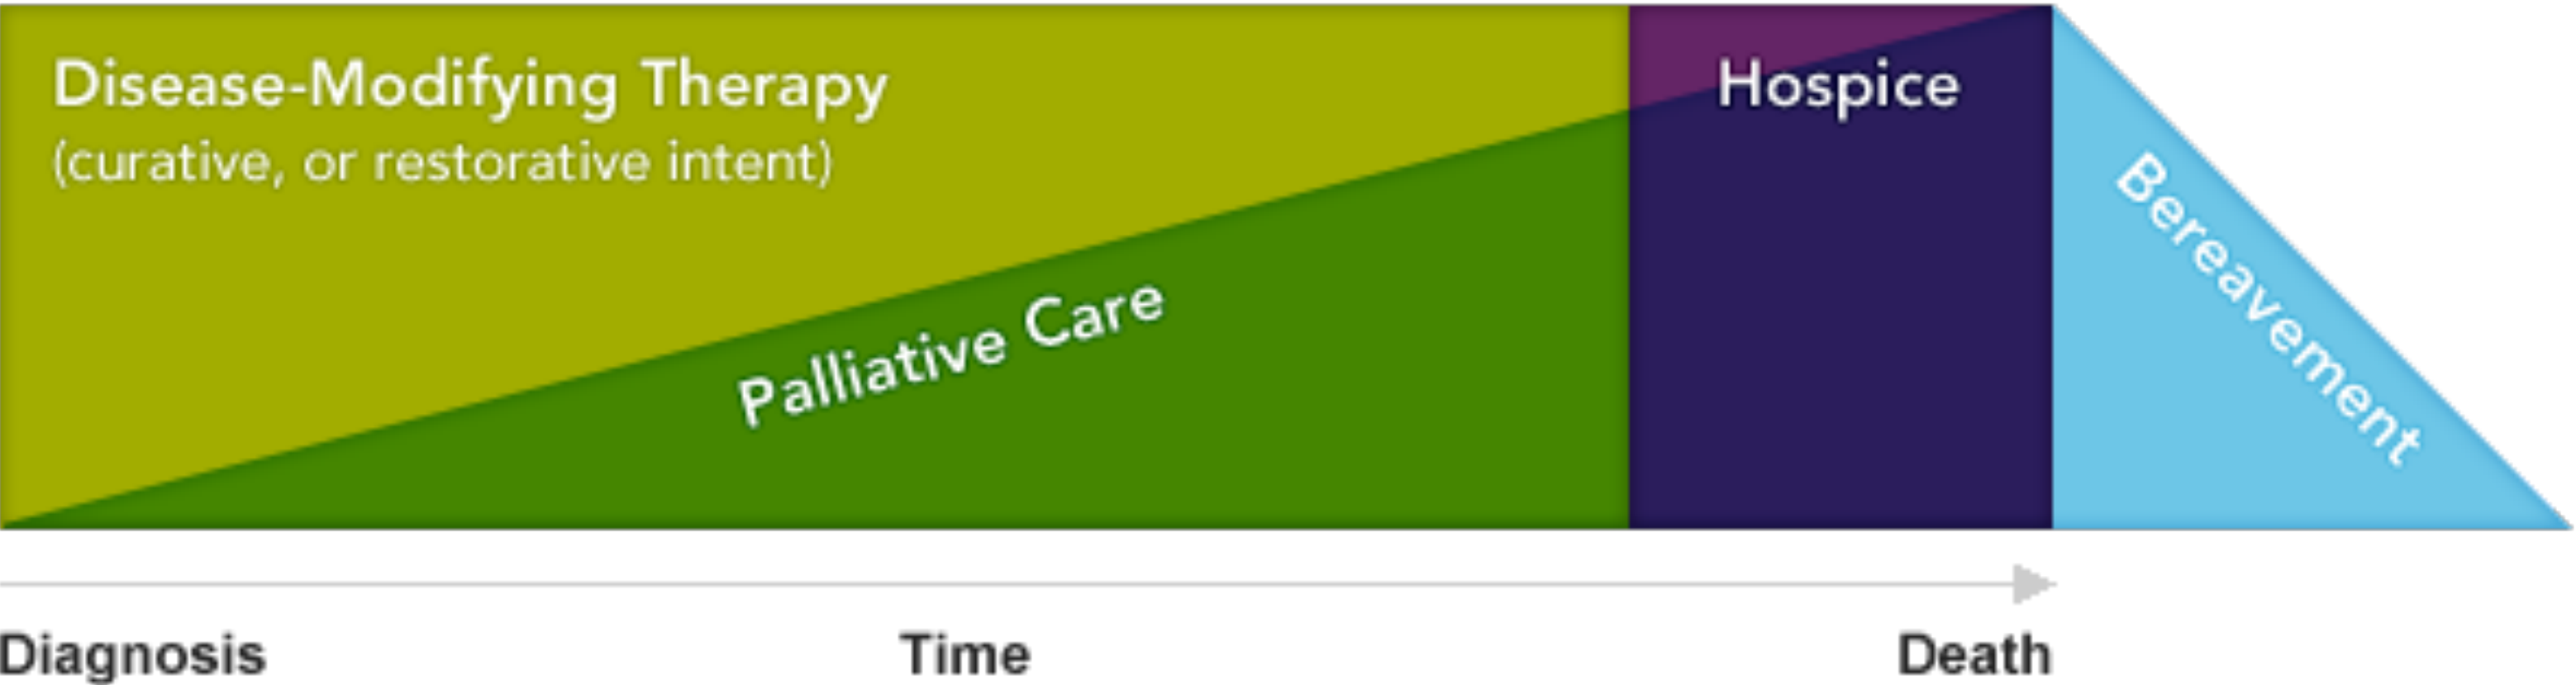 Disease-Modifying Therapy
(curative, or restorative intent)
Palliative Care
Hospice
Bereavement
Diagnosis
Time
Death